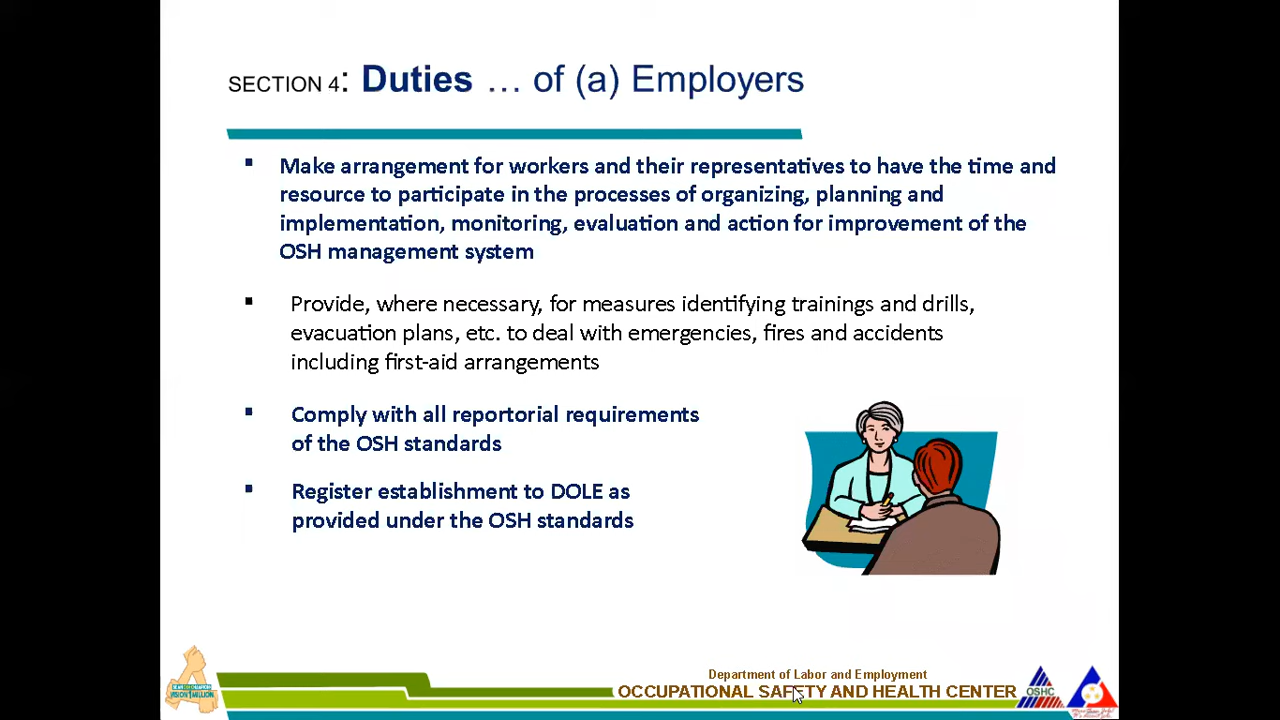 SECTION 4: Duties … of (a) Employers
▪ Make arrangement for workers and their representatives to have the time and
resource to participate in the processes of organizing, planning and
implementation, monitoring, evaluation and action for improvement of the
OSH management system
▪ Provide, where necessary, for measures identifying trainings and drills,
evacuation plans, etc. to deal with emergencies, fires and accidents
including first-aid arrangements
▪ Comply with all reportorial requirements
of the OSH standards
▪ Register establishment to DOLE as
provided under the OSH standards
Department of Labor and Employment
OCCUPATIONAL SAFETY AND HEALTH CENTER
OSHC